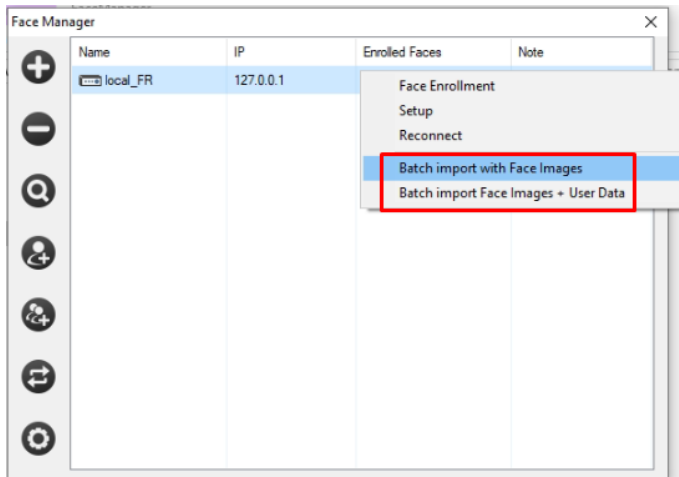 Face Manager
Name IP Enrolled Faces Note
local_FR 127.0.0.1
Face Enrollment
Setup
Reconnect
Batch import with Face Images
Batch import Face Images + User Data